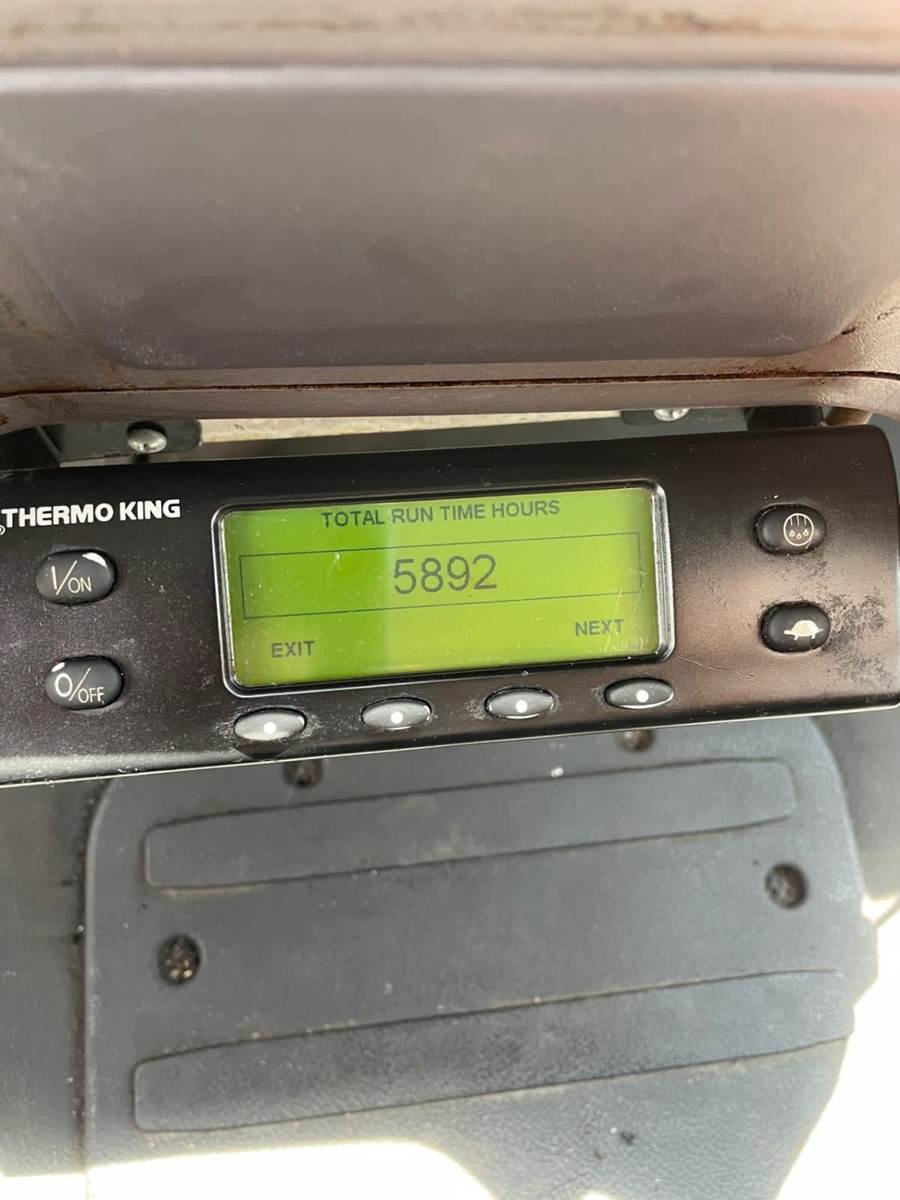 THERMO KING
TOTAL RUN TIME HOURS
I/ON
5892
EXIT
NEXT
O/OFF